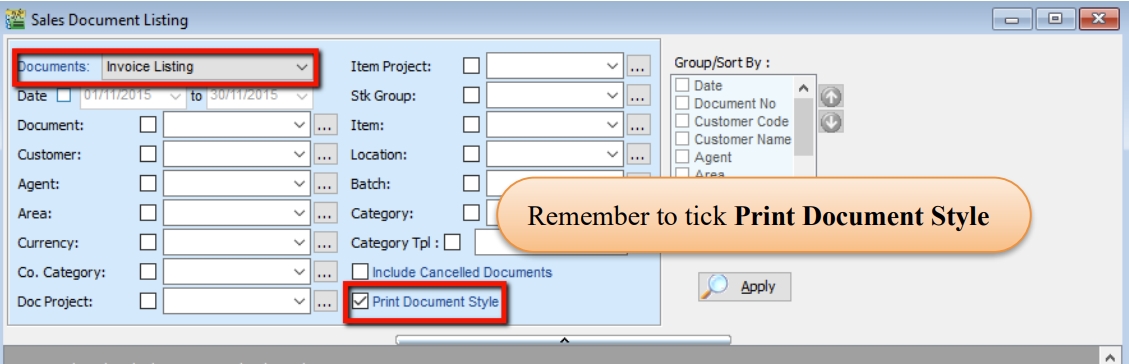 Sales Document Listing
Documents: Invoice Listing
Date 01/11/2015 to 30/11/2015
Document: ...
Customer: ...
Agent: ...
Area: ...
Currency: ...
Co. Category: ...
Doc Project: ...
Item Project: ...
Stk Group: ...
Item: ...
Location: ...
Batch:
Category:
Category Tpl :
Include Cancelled Documents
Print Document Style
Group/Sort By :
Date
Document No
Customer Code
Customer Name
Agent
Area
Remember to tick Print Document Style
Apply